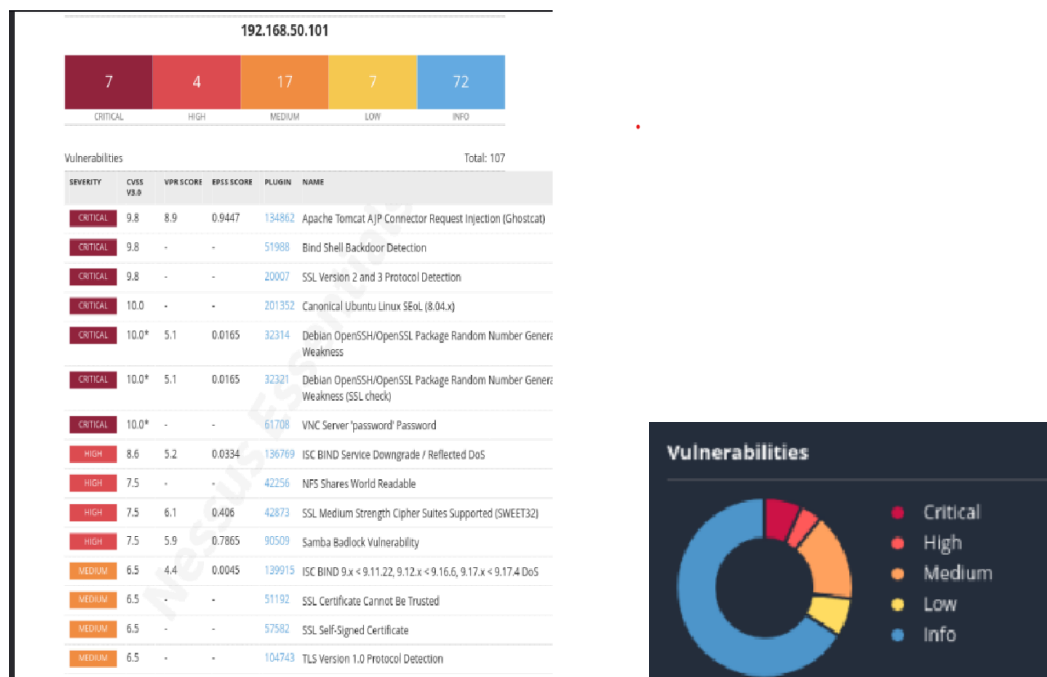 192.168.50.101
7 4 17 7 72
CRITICAL HIGH MEDIUM LOW INFO
Vulnerabilities Total: 107
SEVERITY CVSS V3.0 VPR SCORE EPSS SCORE PLUGIN NAME
CRITICAL 9.8 8.9 0.9447 134862 Apache Tomcat AJP Connector Request Injection (Ghostcat)
CRITICAL 9.8 - - 51988 Bind Shell Backdoor Detection
CRITICAL 9.8 - - 20007 SSL Version 2 and 3 Protocol Detection
CRITICAL 10.0 - - 201352 Canonical Ubuntu Linux SEoL (8.04.x)
CRITICAL 10.0* 5.1 0.0165 32314 Debian OpenSSH/OpenSSL Package Random Number Genera
Weakness
CRITICAL 10.0* 5.1 0.0165 32321 Debian OpenSSH/OpenSSL Package Random Number Genera
Weakness (SSL check)
CRITICAL 10.0* - - 61708 VNC Server 'password' Password
HIGH 8.6 5.2 0.0334 136769 ISC BIND Service Downgrade / Reflected DoS
HIGH 7.5 - - 42256 NFS Shares World Readable
HIGH 7.5 6.1 0.406 42873 SSL Medium Strength Cipher Suites Supported (SWEET32)
HIGH 7.5 5.9 0.7865 90509 Samba Badlock Vulnerability
MEDIUM 6.5 4.4 0.0045 139915 ISC BIND 9.x < 9.11.22, 9.12.x < 9.16.6, 9.17.x < 9.17.4 DoS
MEDIUM 6.5 - - 51192 SSL Certificate Cannot Be Trusted
MEDIUM 6.5 - - 57582 SSL Self-Signed Certificate
MEDIUM 6.5 - - 104743 TLS Version 1.0 Protocol Detection
Nessus Essentials
Vulnerabilities
Critical
High
Medium
Low
Info